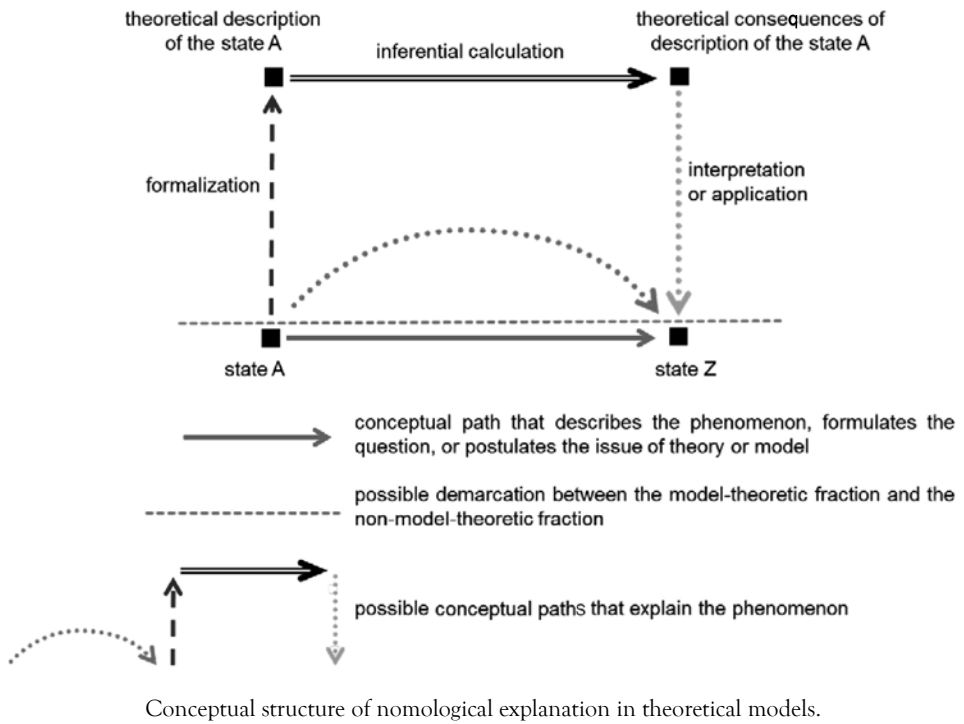 theoretical description
of the state A
theoretical consequences of
description of the state A
inferential calculation
formalization
interpretation
or application
state A
state Z
conceptual path that describes the phenomenon, formulates the
question, or postulates the issue of theory or model
possible demarcation between the model-theoretic fraction and the
non-model-theoretic fraction
possible conceptual paths that explain the phenomenon
Conceptual structure of nomological explanation in theoretical models.